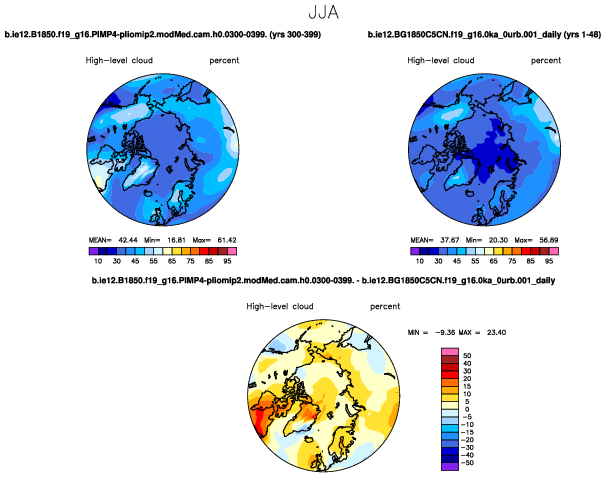 JJA
b.ie12.B1850.f19_g16.PIMP4-pliomip2.modMed.cam.h0.0300-0399. (yrs 300-399)
b.ie12.BG1850C5CN.f19_g16.0ka_0urb.001_daily (yrs 1-48)
High-level cloud percent
High-level cloud percent
MEAN= 42.44 Min= 16.81 Max= 61.42
MEAN= 37.67 Min= 20.30 Max= 56.89
10 30 45 55 65 75 85 95
10 30 45 55 65 75 85 95
b.ie12.B1850.f19_g16.PIMP4-pliomip2.modMed.cam.h0.0300-0399. - b.ie12.BG1850C5CN.f19_g16.0ka_0urb.001_daily
High-level cloud percent
MIN = -9.36 MAX = 23.40
50
40
30
20
15
10
5
0
-5
-10
-15
-20
-30
-40
-50